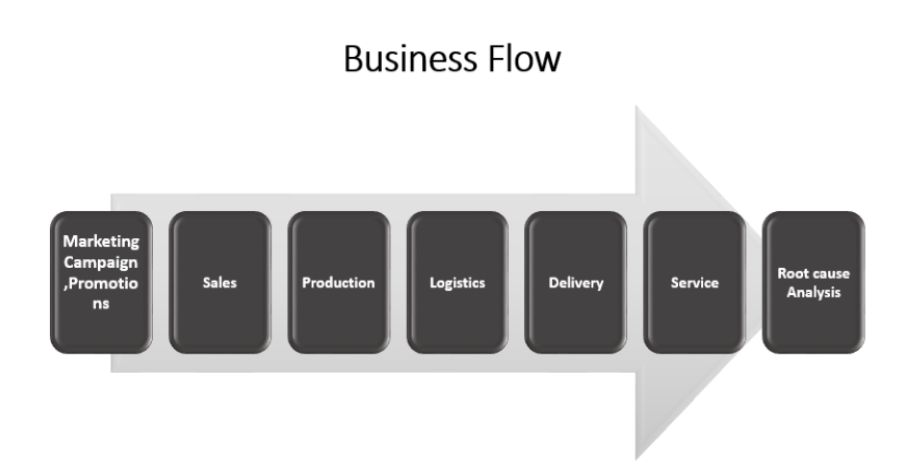 Business Flow
Marketing
Campaign
,Promotio
ns
Sales
Production
Logistics
Delivery
Service
Root cause
Analysis